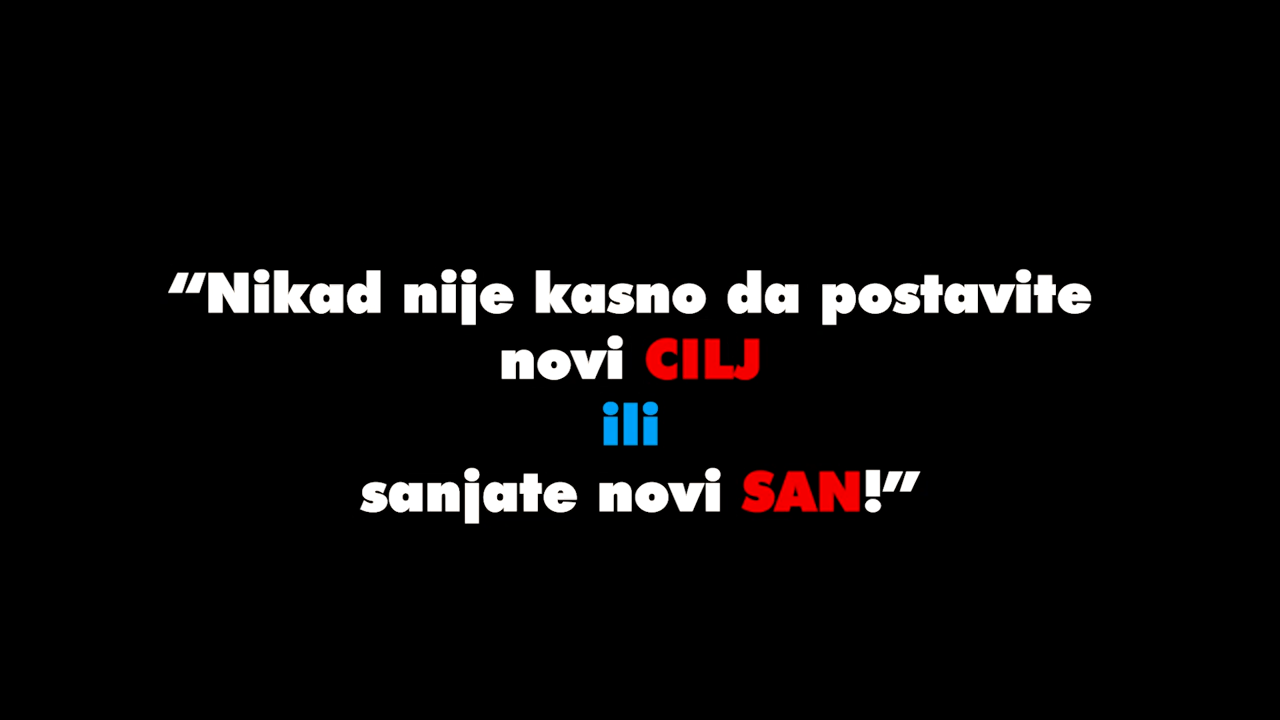 “Nikad nije kasno da postavite
novi CILJ
ili
sanjate novi SAN!”